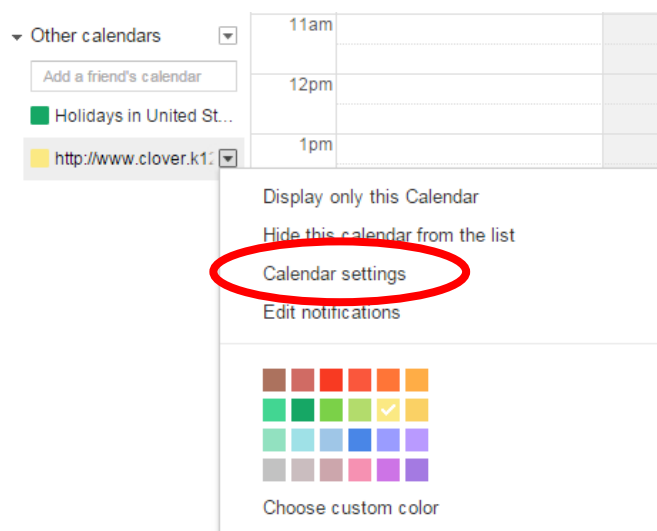 Other calendars
Add a friend's calendar
Holidays in United St...
http://www.clover.k12
11am
12pm
1pm
Display only this Calendar
Hide this calendar from the list
Calendar settings
Edit notifications
Choose custom color